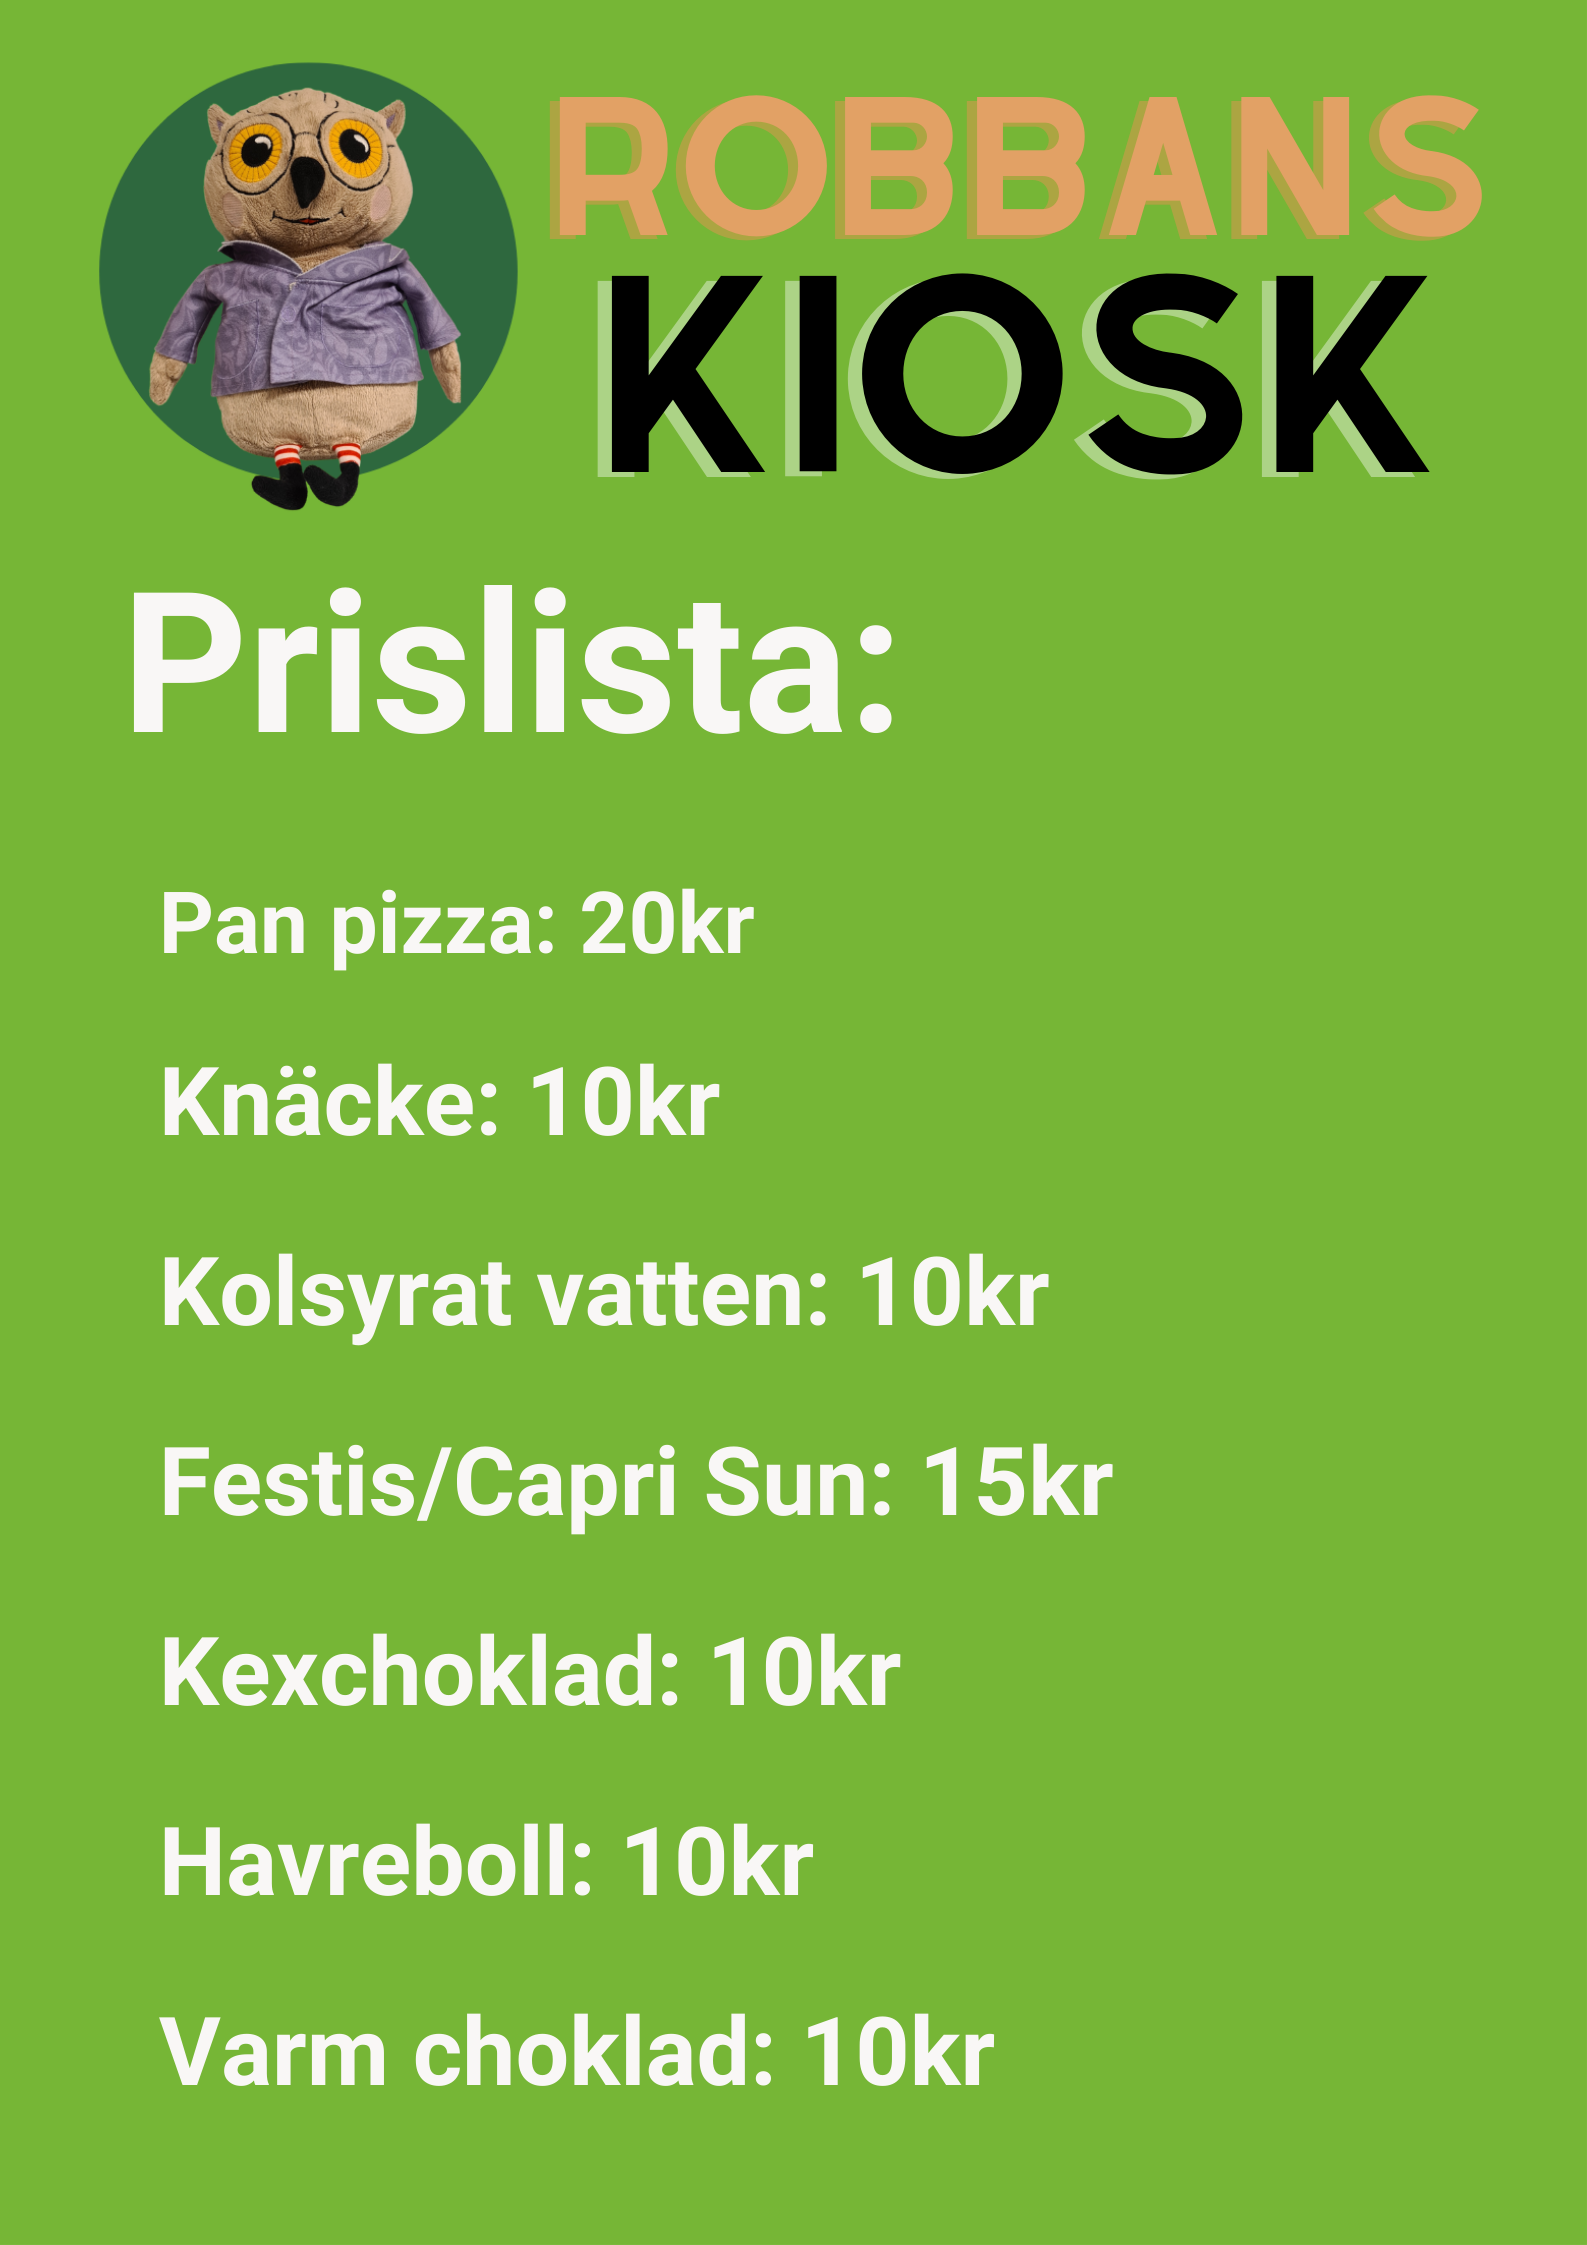 ROBBANS
KIOSK
Prislista:
Pan pizza: 20kr
Knäcke: 10kr
Kolsyrat vatten: 10kr
Festis/Capri Sun: 15kr
Kexchoklad: 10kr
Havreboll: 10kr
Varm choklad: 10kr